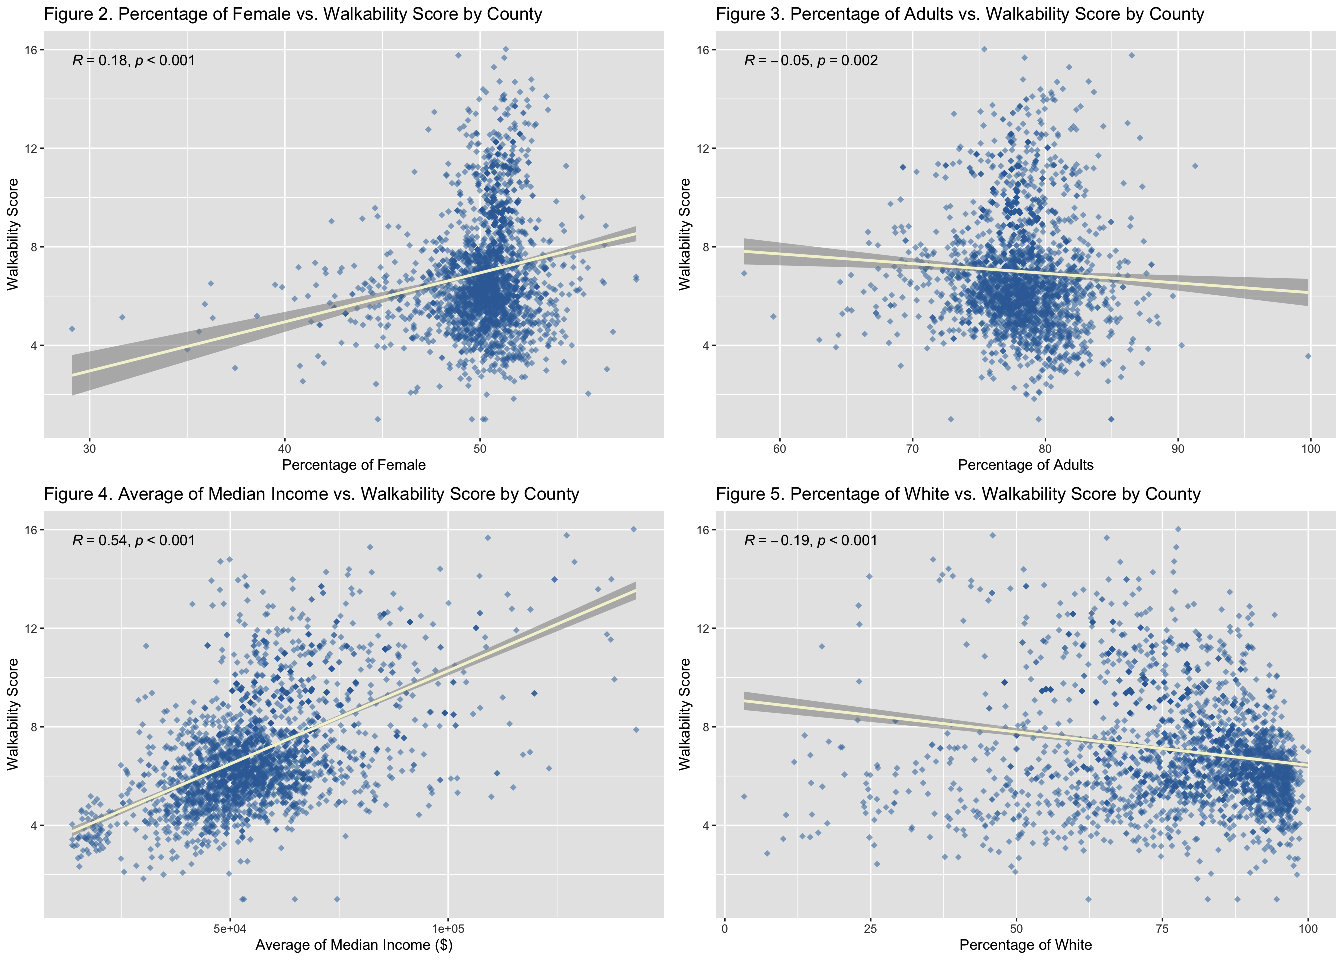 Figure 2. Percentage of Female vs. Walkability Score by County
R = 0.18, p < 0.001
16
12
8
4
Walkability Score
30 40 50
Percentage of Female
Figure 3. Percentage of Adults vs. Walkability Score by County
R = −0.05, p = 0.002
16
12
8
4
Walkability Score
60 70 80 90 100
Percentage of Adults
Figure 4. Average of Median Income vs. Walkability Score by County
R = 0.54, p < 0.001
16
12
8
4
Walkability Score
5e+04 1e+05
Average of Median Income ($)
Figure 5. Percentage of White vs. Walkability Score by County
R = −0.19, p < 0.001
16
12
8
4
Walkability Score
0 25 50 75 100
Percentage of White